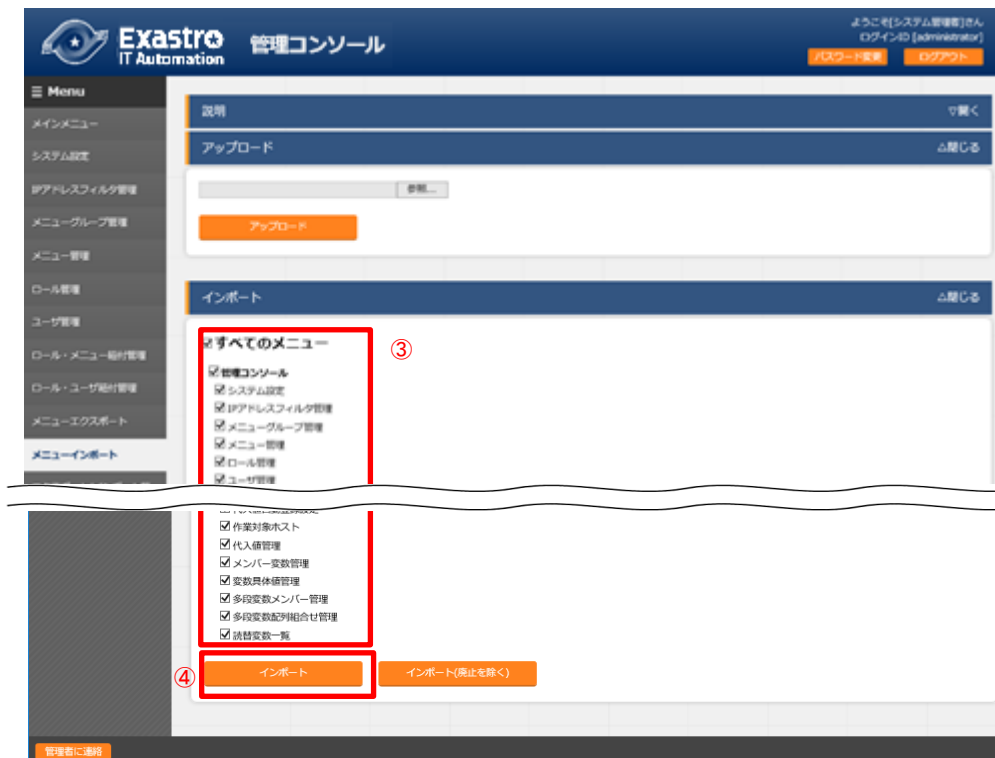 Exastro
IT Automation
管理コンソール
ようこそ[システム管理者]さん
ログインID [administrator]
パスワード変更
ログアウト
☰ Menu
メインメニュー
システム設定
IPアドレスフィルタ管理
メニューグループ管理
メニュー管理
ロール管理
ユーザ管理
ロール・メニュー紐付管理
ロール・ユーザ紐付管理
メニューエクスポート
メニューインポート
説明
▽開く
アップロード
△閉じる
参照...
アップロード
インポート
△閉じる
すべてのメニュー
③
管理コンソール
システム設定
IPアドレスフィルタ管理
メニューグループ管理
メニュー管理
ロール管理
ユーザ管理
作業対象ホスト
代入値管理
メンバー変数管理
変数具体値管理
多段変数メンバー管理
多段変数配列組合せ管理
読替変数一覧
④
インポート
インポート(廃止を除く)
管理者に連絡